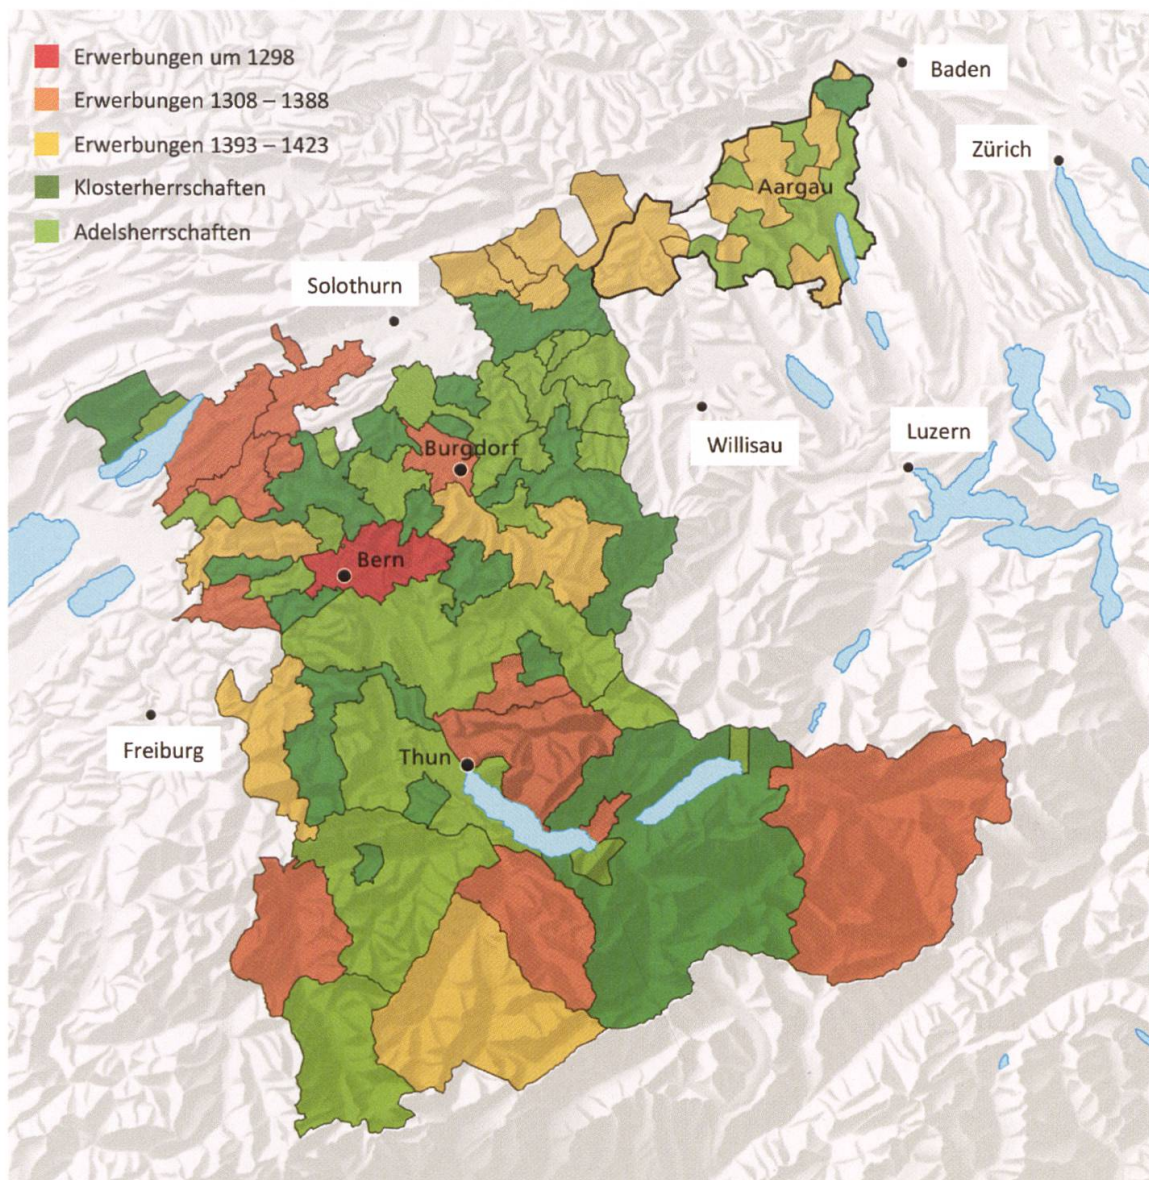 Erwerbungen um 1298
Erwerbungen 1308 – 1388
Erwerbungen 1393 – 1423
Klosterherrschaften
Adelsherrschaften
Baden
Zürich
Aargau
Solothurn
Burgdorf
Willisau
Luzern
Bern
Freiburg
Thun